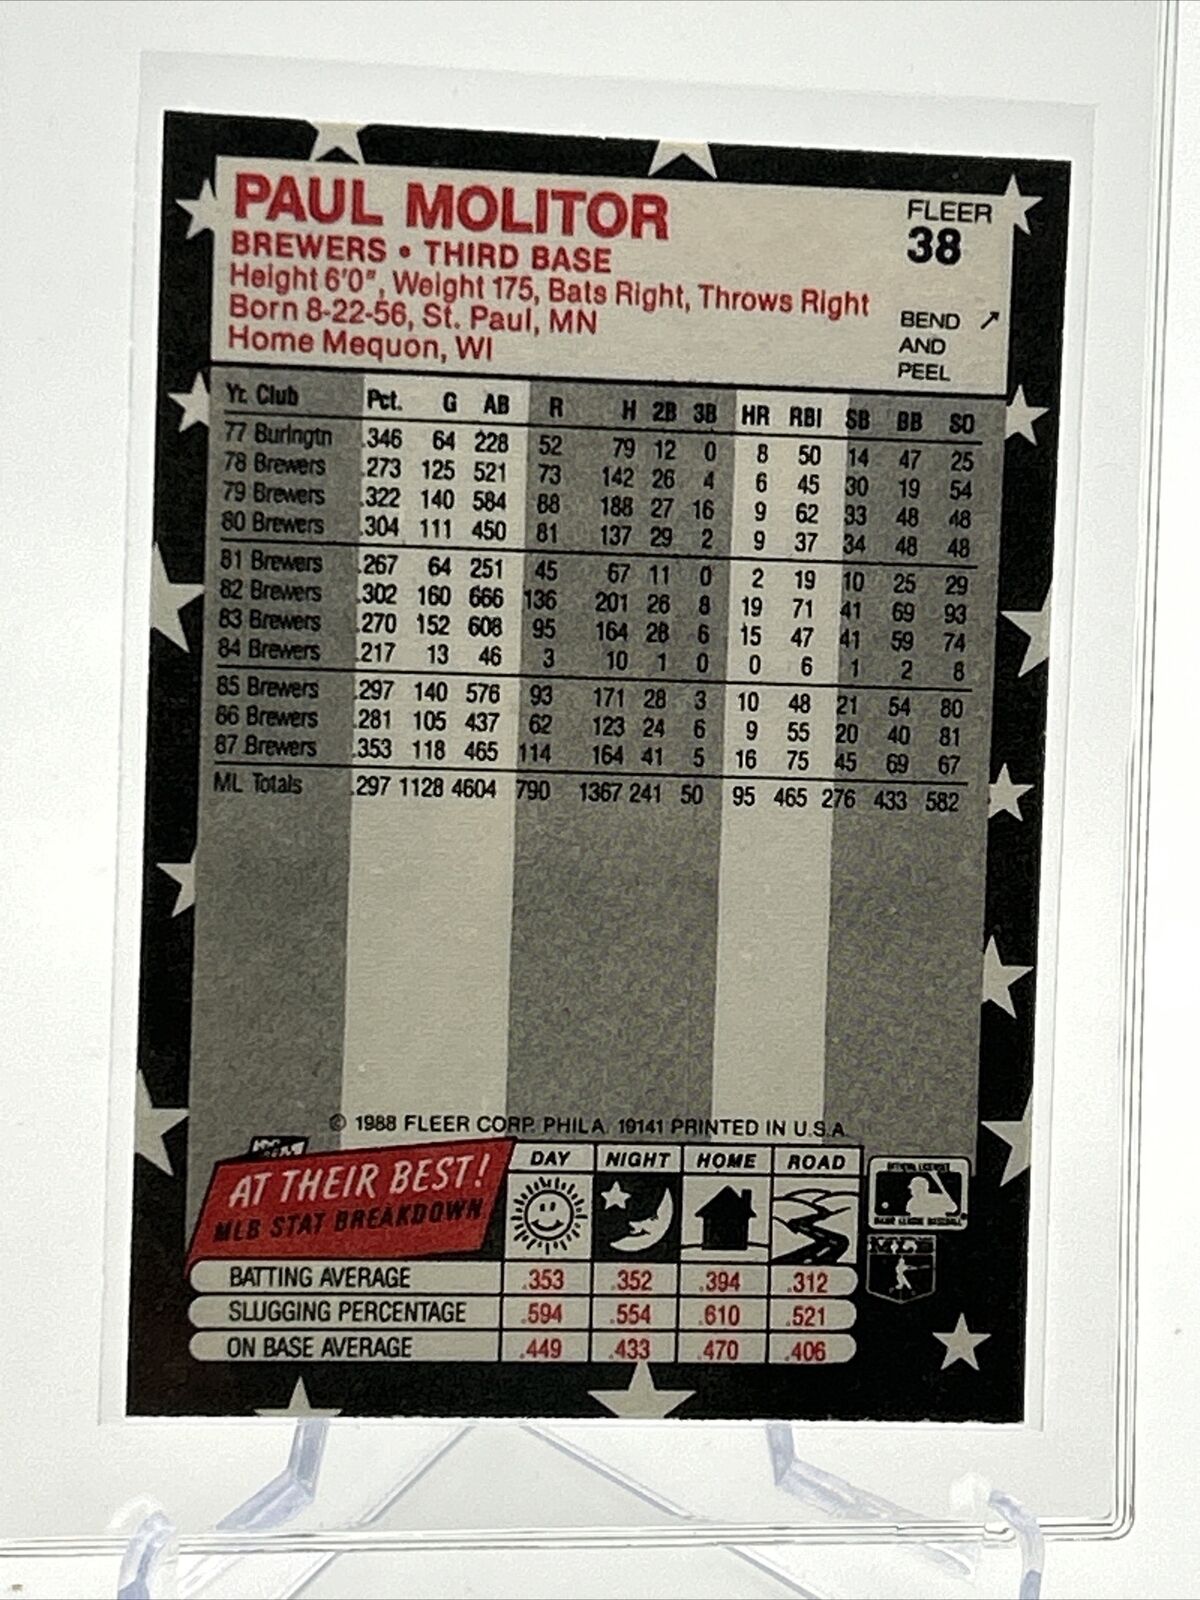 PAUL MOLITOR
BREWERS • THIRD BASE
Height 6'0", Weight 175, Bats Right, Throws Right
Born 8-22-56, St. Paul, MN
Home Mequon, WI
FLEER
38
BEND
AND
PEEL
Yr. Club Pct. G AB R H 2B 3B HR RBI SB BB SO
77 Burlngtn .346 64 228 52 79 12 0 8 50 14 47 25
78 Brewers .273 125 521 73 142 26 4 6 45 30 19 54
79 Brewers .322 140 584 88 188 27 16 9 62 33 48 48
80 Brewers .304 111 450 81 137 29 2 9 37 34 48 48
81 Brewers .267 64 251 45 67 11 0 2 19 10 25 29
82 Brewers .302 160 666 136 201 26 8 19 71 41 69 93
83 Brewers .270 152 608 95 164 28 6 15 47 41 59 74
84 Brewers .217 13 46 3 10 1 0 0 6 1 2 8
85 Brewers .297 140 576 93 171 28 3 10 48 21 54 80
86 Brewers .281 105 437 62 123 24 6 9 55 20 40 81
87 Brewers .353 118 465 114 164 41 5 16 75 45 69 67
ML Totals .297 1128 4604 790 1367 241 50 95 465 276 433 582
© 1988 FLEER CORP. PHILA. 19141 PRINTED IN U.S.A.
AT THEIR BEST!
MLB STAT BREAKDOWN
DAY NIGHT HOME ROAD
BATTING AVERAGE .353 .352 .394 .312
SLUGGING PERCENTAGE .594 .554 .610 .521
ON BASE AVERAGE .449 .433 .470 .406